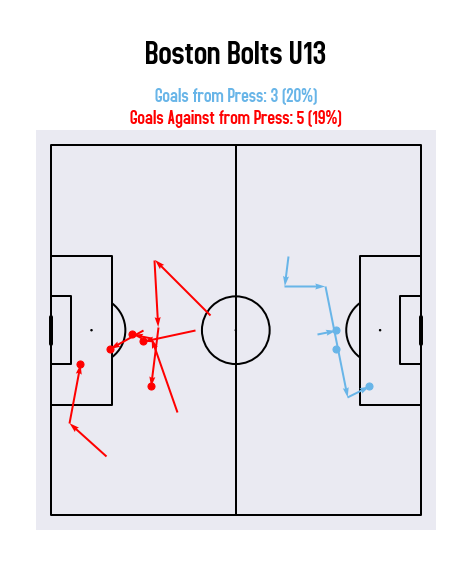 Boston Bolts U13
Goals from Press: 3 (20%)
Goals Against from Press: 5 (19%)